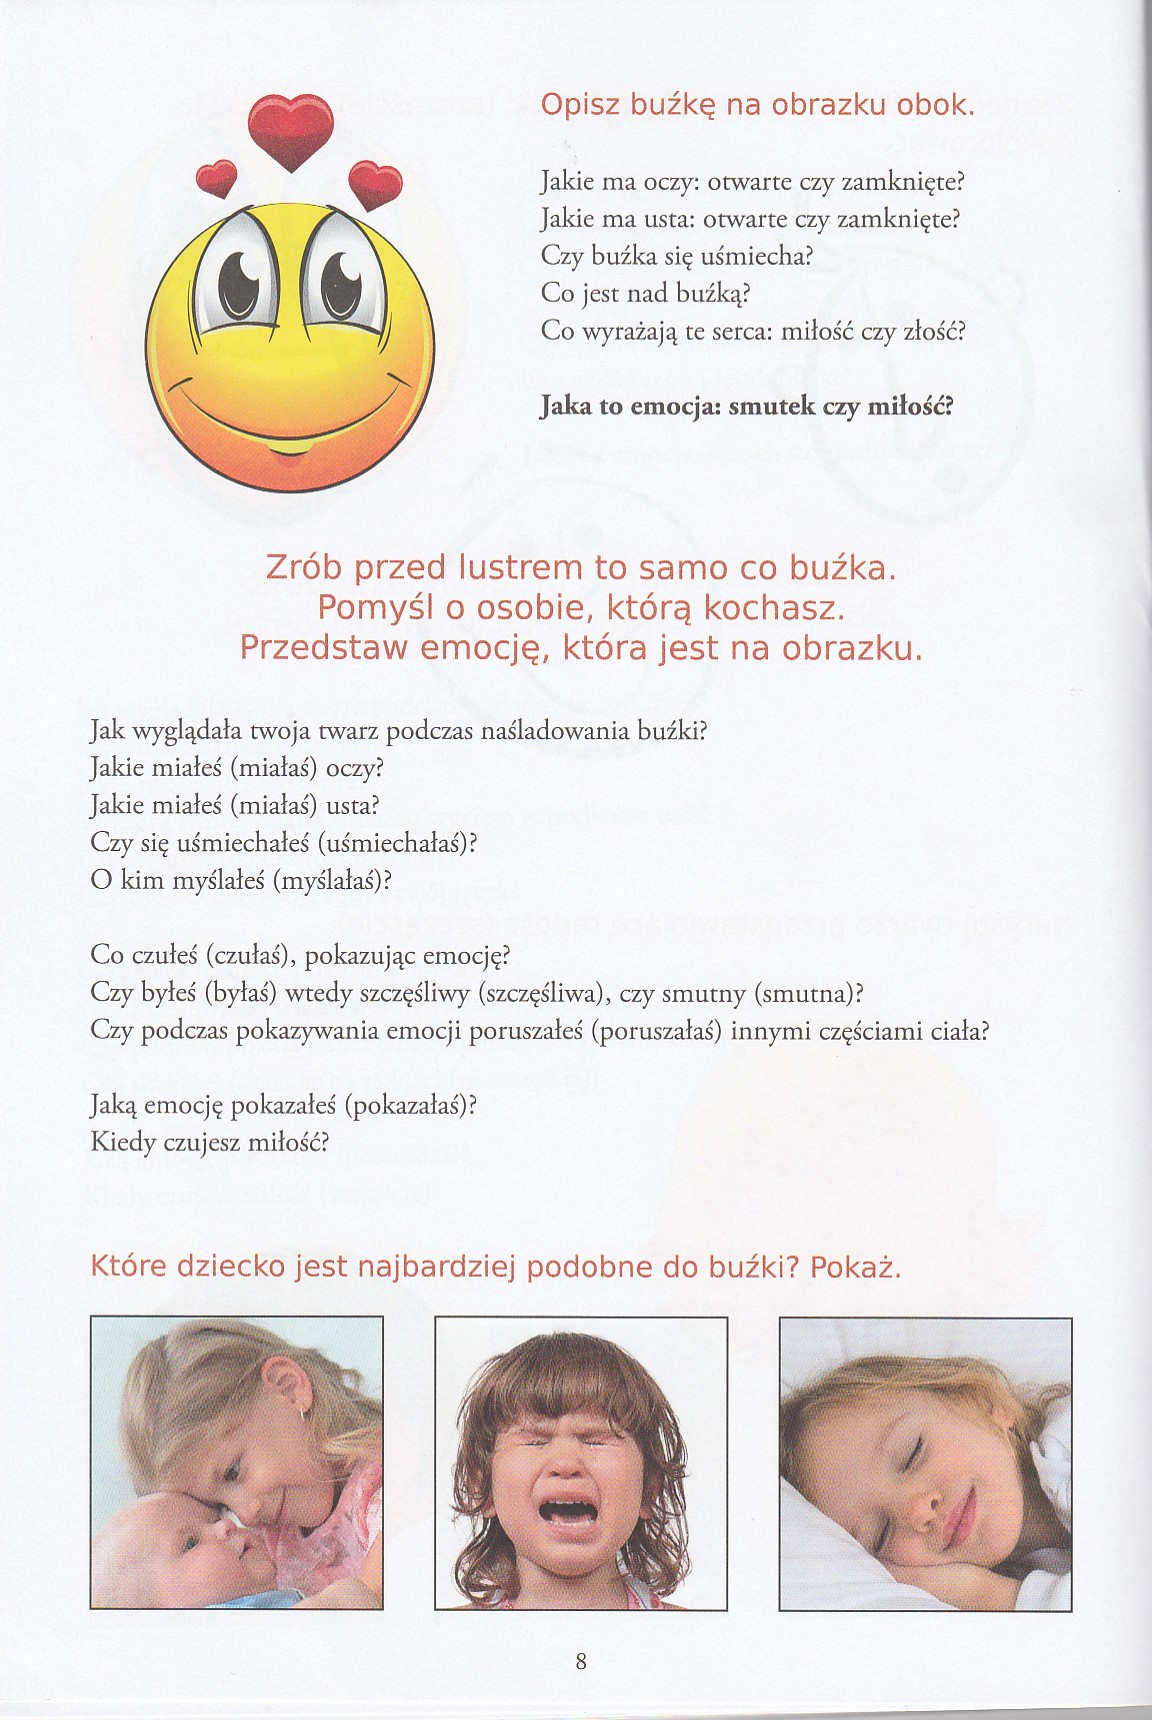 Opisz buźkę na obrazku obok.
Jakie ma oczy: otwarte czy zamknięte?
Jakie ma usta: otwarte czy zamknięte?
Czy buźka się uśmiecha?
Co jest nad buźką?
Co wyrażają te serca: miłość czy złość?
Jaka to emocja: smutek czy miłość?
Zrób przed lustrem to samo co buźka.
Pomyśl o osobie, którą kochasz.
Przedstaw emocję, która jest na obrazku.
Jak wyglądała twoja twarz podczas naśladowania buźki?
Jakie miałeś (miałaś) oczy?
Jakie miałeś (miałaś) usta?
Czy się uśmiechałeś (uśmiechałaś)?
O kim myślałeś (myślałaś)?
Co czułeś (czułaś), pokazując emocję?
Czy byłeś (byłaś) wtedy szczęśliwy (szczęśliwa), czy smutny (smutna)?
Czy podczas pokazywania emocji poruszałeś (poruszałaś) innymi częściami ciała?
Jaką emocję pokazałeś (pokazałaś)?
Kiedy czujesz miłość?
Które dziecko jest najbardziej podobne do buźki? Pokaż.
8